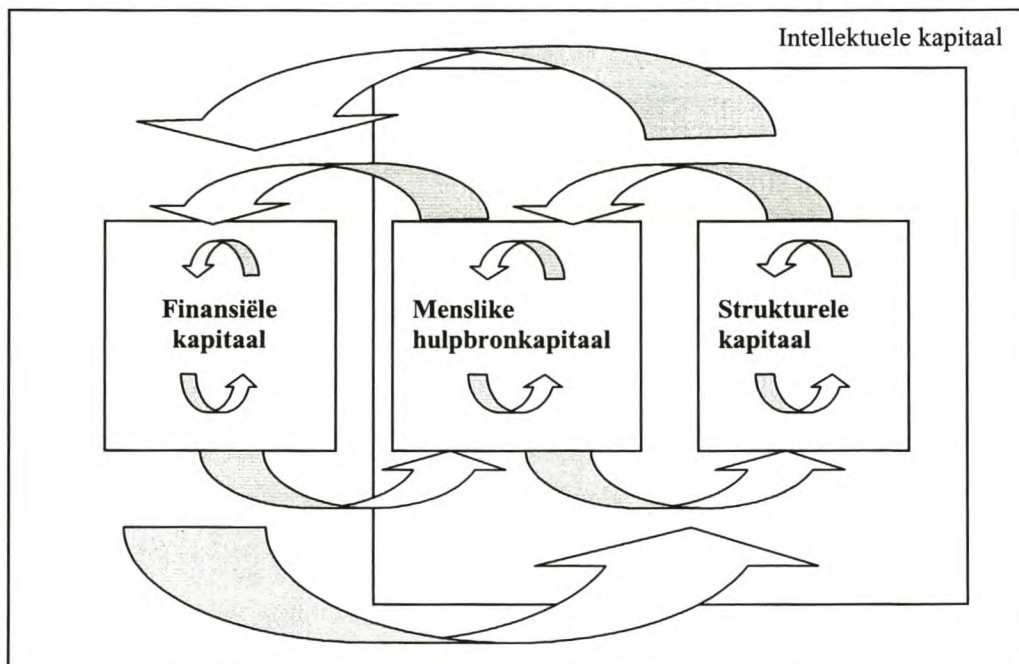 Intellektuele kapitaal
Finansiële
kapitaal
Menslike
hulpbronkapitaal
Strukturele
kapitaal